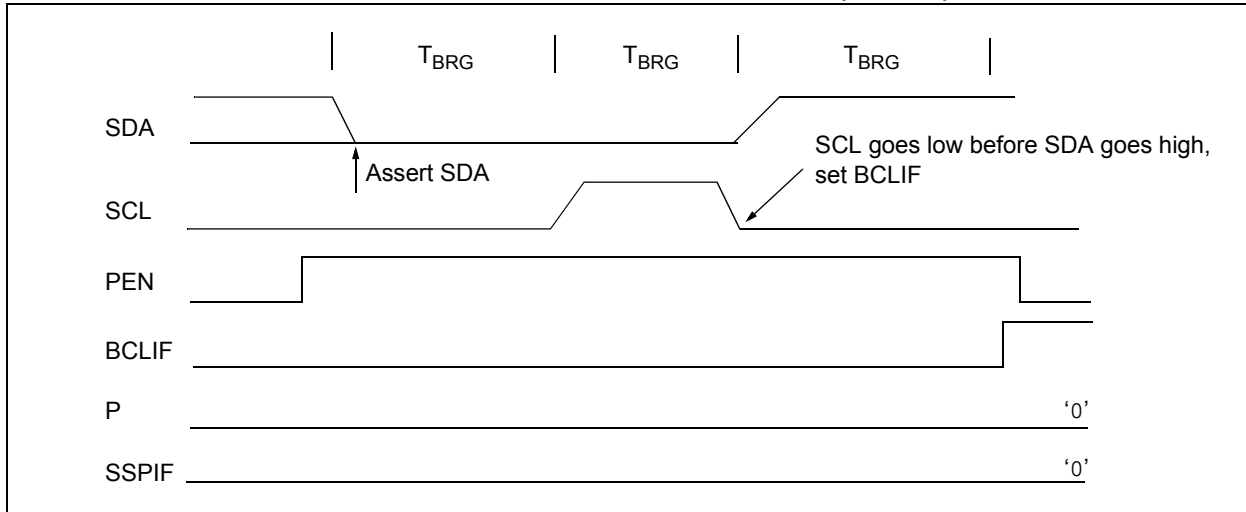 TBRG TBRG TBRG
SDA
SCL goes low before SDA goes high,
set BCLIF
Assert SDA
SCL
PEN
BCLIF
P '0'
SSPIF '0'